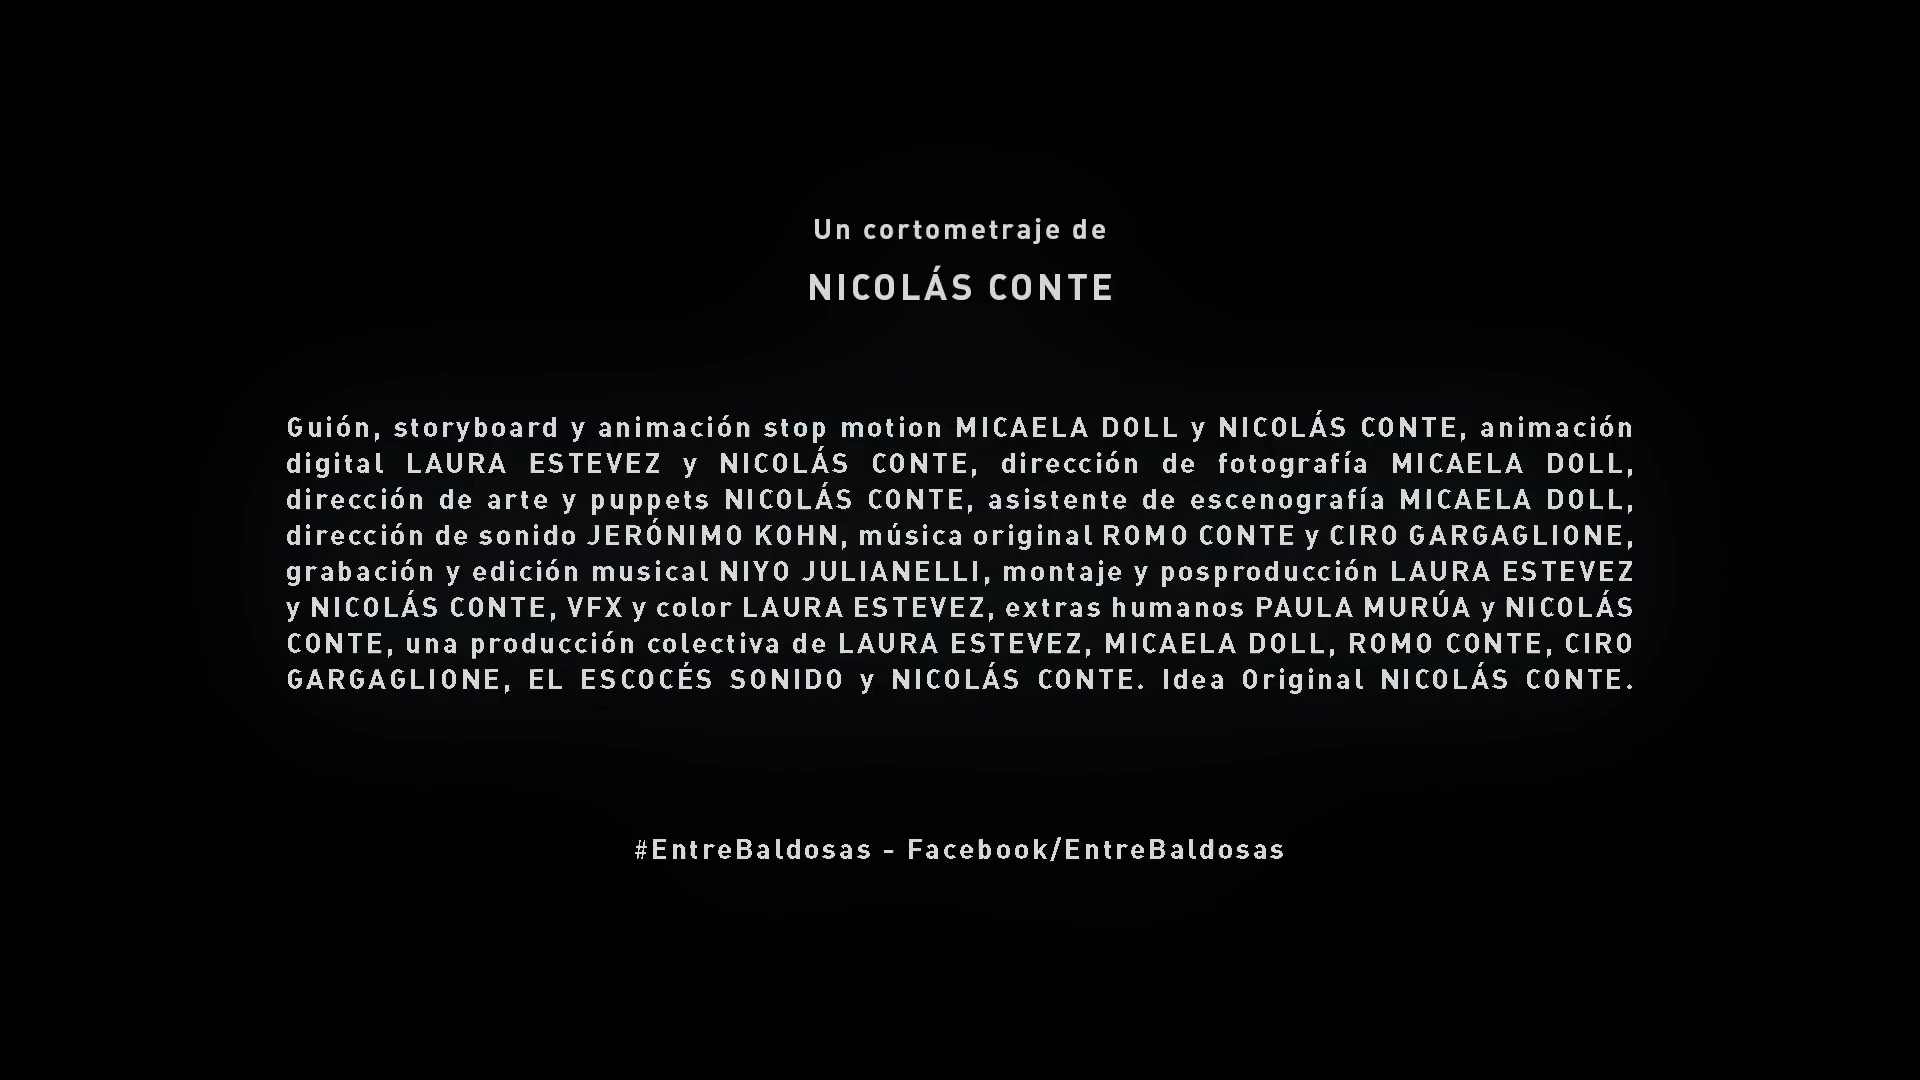 Un cortometraje de
NICOLÁS CONTE
Guión, storyboard y animación stop motion MICAELA DOLL y NICOLÁS CONTE, animación
digital LAURA ESTEVEZ y NICOLÁS CONTE, dirección de fotografía MICAELA DOLL,
dirección de arte y puppets NICOLÁS CONTE, asistente de escenografía MICAELA DOLL,
dirección de sonido JERÓNIMO KOHN, música original ROMO CONTE y CIRO GARGAGLIONE,
grabación y edición musical NIYO JULIANELLI, montaje y posproducción LAURA ESTEVEZ
y NICOLÁS CONTE, VFX y color LAURA ESTEVEZ, extras humanos PAULA MURÚA y NICOLÁS
CONTE, una producción colectiva de LAURA ESTEVEZ, MICAELA DOLL, ROMO CONTE, CIRO
GARGAGLIONE, EL ESCOCÉS SONIDO y NICOLÁS CONTE. Idea Original NICOLÁS CONTE.
#EntreBaldosas - Facebook/EntreBaldosas